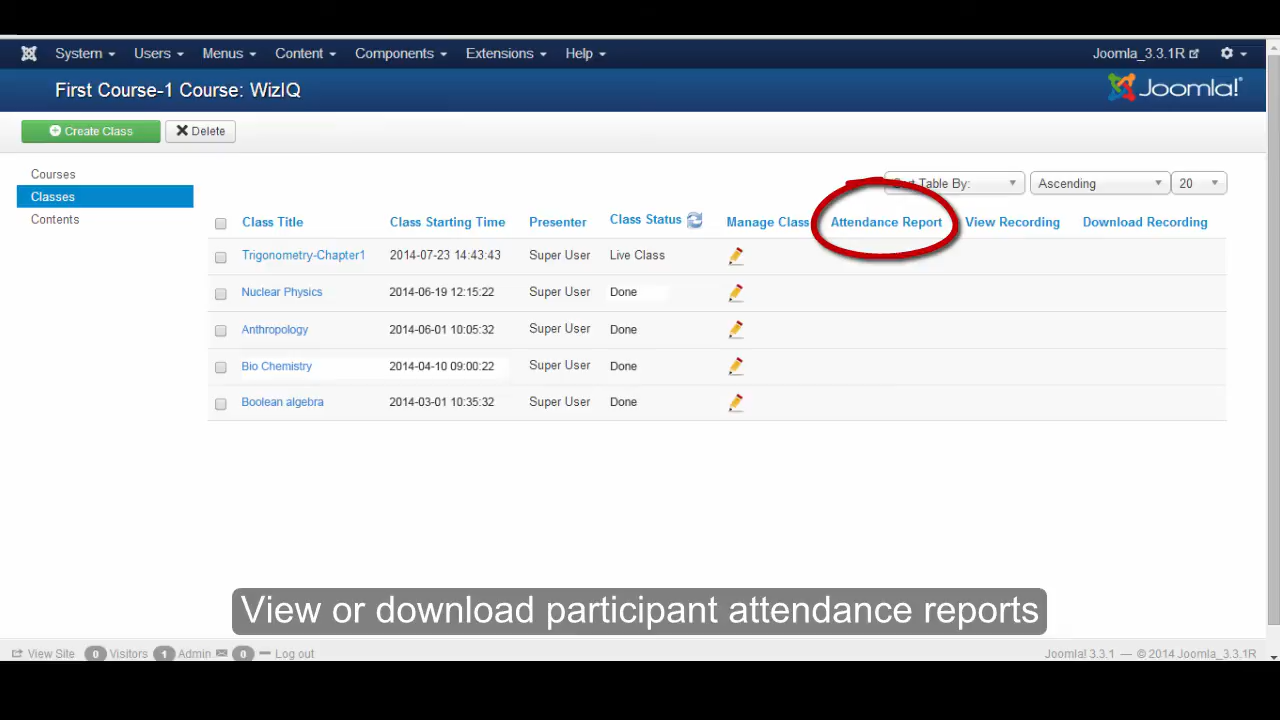 System Users Menus Content Components Extensions Help Joomla_3.3.1R
First Course-1 Course: WizIQ Joomla!®
Create Class Delete
Courses
Classes
Contents
Sort Table By: Ascending 20
Class Title Class Starting Time Presenter Class Status Manage Class Attendance Report View Recording Download Recording
Trigonometry-Chapter1 2014-07-23 14:43:43 Super User Live Class
Nuclear Physics 2014-06-19 12:15:22 Super User Done
Anthropology 2014-06-01 10:05:32 Super User Done
Bio Chemistry 2014-04-10 09:00:22 Super User Done
Boolean algebra 2014-03-01 10:35:32 Super User Done
View or download participant attendance reports
View Site 0 Visitors 1 Admin 0 Log out Joomla! 3.3.1 — © 2014 Joomla_3.3.1R